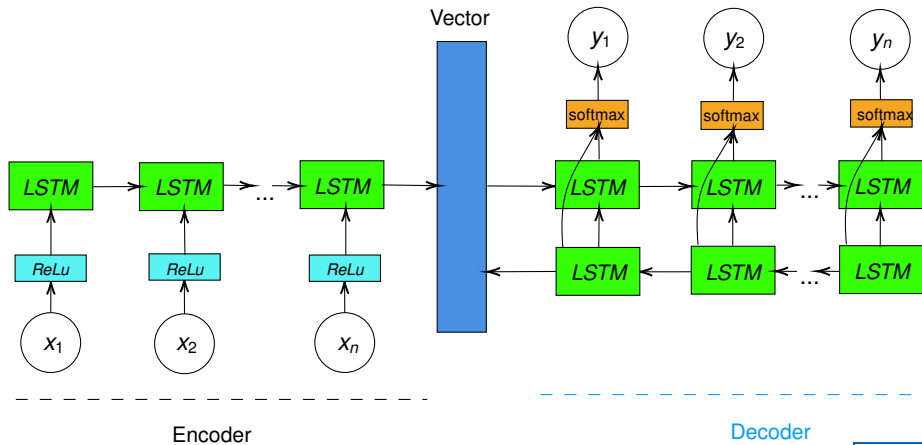 Vector
y1 y2 yn
softmax softmax softmax
LSTM LSTM ... LSTM LSTM LSTM ... LSTM
ReLu ReLu ReLu LSTM LSTM ... LSTM
x1 x2 xn
Encoder Decoder